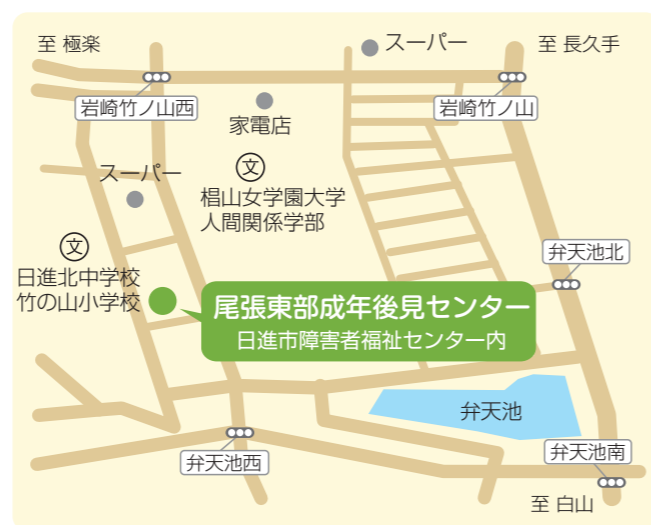 至 極楽
スーパー
至 長久手
岩崎竹ノ山西
家電店
岩崎竹ノ山
スーパー
文
椙山女学園大学
人間関係学部
文
日進北中学校
竹の山小学校
弁天池北
尾張東部成年後見センター
日進市障害者福祉センター内
弁天池
弁天池西
弁天池南
至 白山